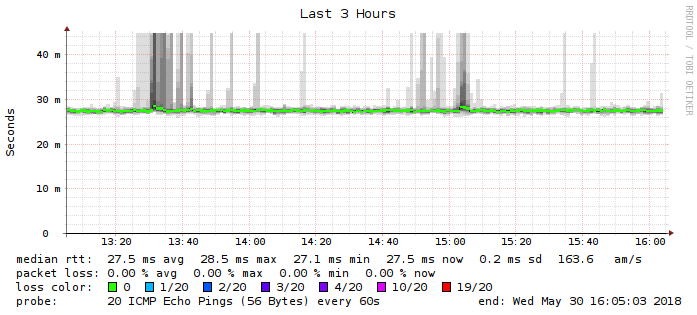 Last 3 Hours
RRDTOOL / TOBI OETIKER
Seconds
40 m
30 m
20 m
10 m
0
13:20 13:40 14:00 14:20 14:40 15:00 15:20 15:40 16:00
median rtt: 27.5 ms avg 28.5 ms max 27.1 ms min 27.5 ms now 0.2 ms sd 163.6 am/s
packet loss: 0.00 % avg 0.00 % max 0.00 % min 0.00 % now
loss color: 0 1/20 2/20 3/20 4/20 10/20 19/20
probe: 20 ICMP Echo Pings (56 Bytes) every 60s end: Wed May 30 16:05:03 2018